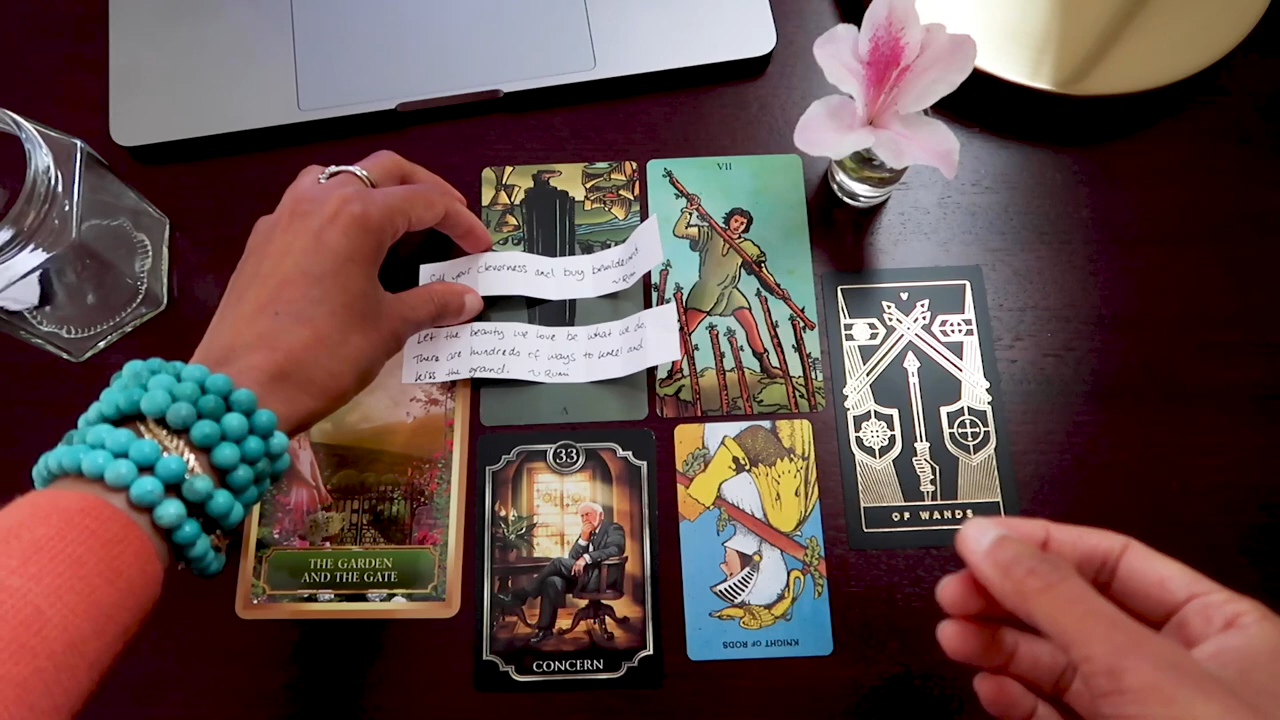 VII
Sell your cleverness and buy bewilderment
~ Rumi
Let the beauty we love be what we do.
There are hundreds of ways to kneel and
kiss the ground. ~ Rumi
V
V
OF WANDS
THE GARDEN
AND THE GATE
33
CONCERN
KNIGHT OF RODS